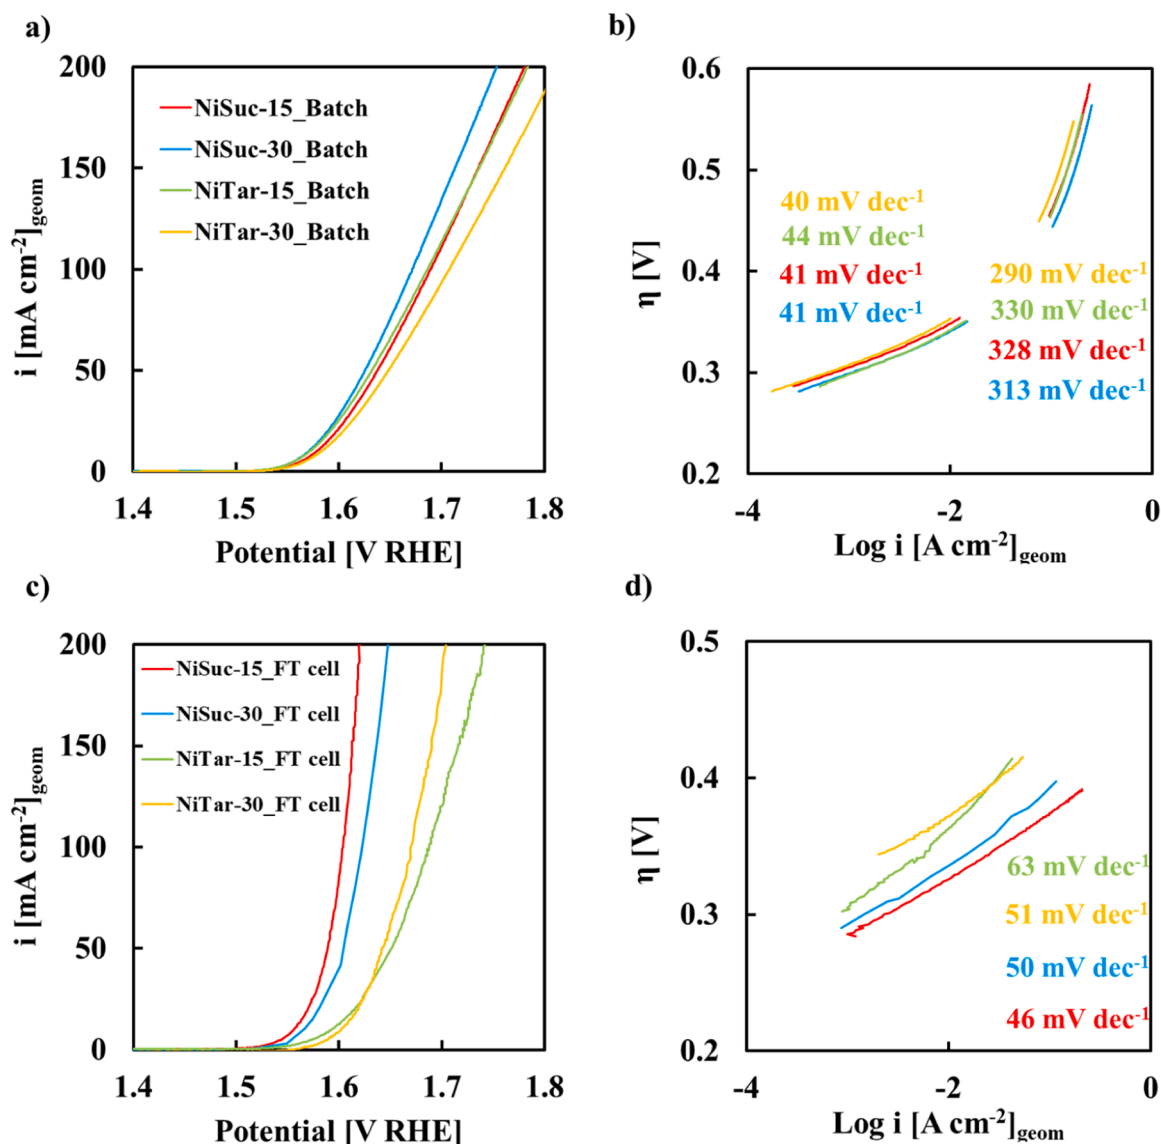 a)
200
150
100
50
0
i [mA cm⁻²]geom
NiSuc-15_Batch
NiSuc-30_Batch
NiTar-15_Batch
NiTar-30_Batch
1.4 1.5 1.6 1.7 1.8
Potential [V RHE]
b)
0.6
0.5
0.4
0.3
0.2
η [V]
40 mV dec⁻¹
44 mV dec⁻¹
41 mV dec⁻¹
41 mV dec⁻¹
290 mV dec⁻¹
330 mV dec⁻¹
328 mV dec⁻¹
313 mV dec⁻¹
-4 -2 0
Log i [A cm⁻²]geom
c)
200
150
100
50
0
i [mA cm⁻²]geom
NiSuc-15_FT cell
NiSuc-30_FT cell
NiTar-15_FT cell
NiTar-30_FT cell
1.4 1.5 1.6 1.7 1.8
Potential [V RHE]
d)
0.5
0.4
0.3
0.2
η [V]
63 mV dec⁻¹
51 mV dec⁻¹
50 mV dec⁻¹
46 mV dec⁻¹
-4 -2 0
Log i [A cm⁻²]geom